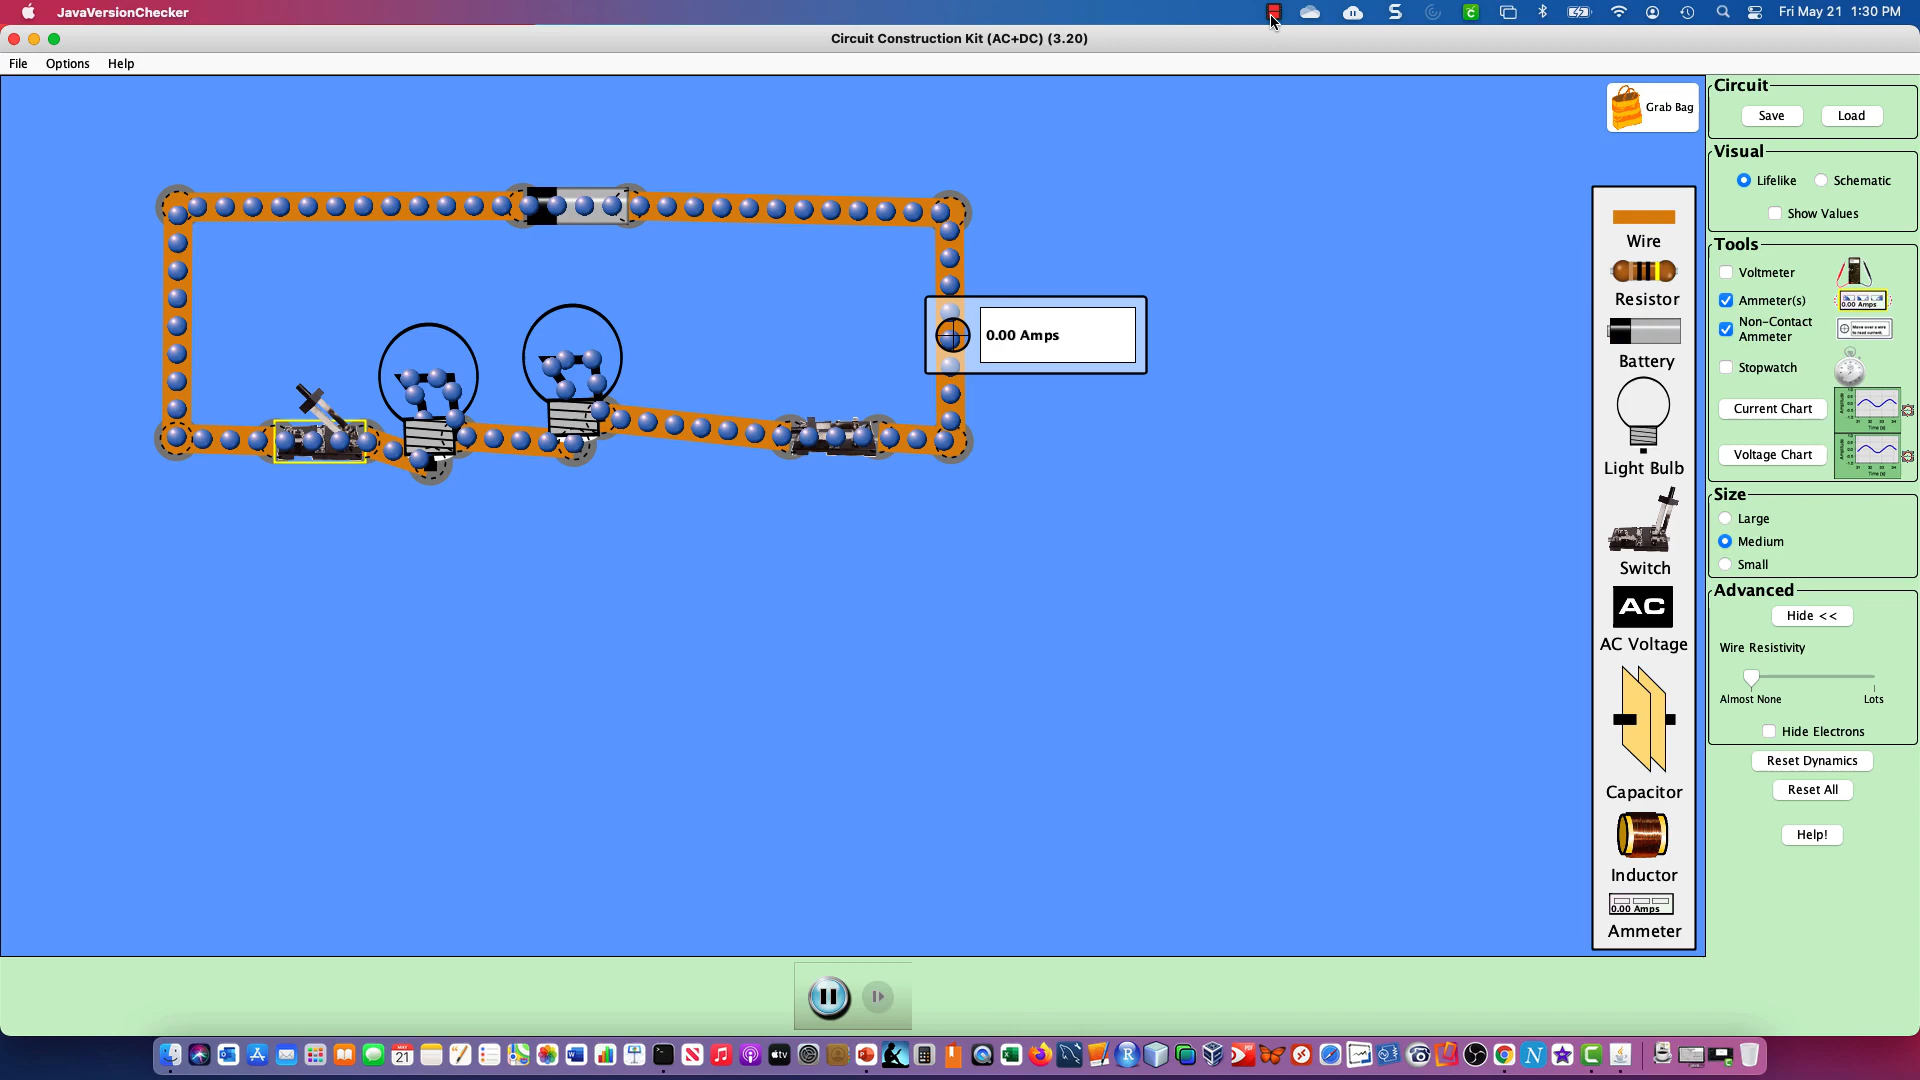 JavaVersionChecker
Fri May 21 1:30 PM
Circuit Construction Kit (AC+DC) (3.20)
File Options Help
Grab Bag
Wire
Resistor
Battery
Light Bulb
Switch
AC
AC Voltage
Capacitor
Inductor
0.00 Amps
Ammeter
0.00 Amps
Circuit
Save Load
Visual
Lifelike Schematic
Show Values
Tools
Voltmeter
Ammeter(s)
0.00 Amps
Non-Contact
Ammeter
Stopwatch
Current Chart
Voltage Chart
Size
Large
Medium
Small
Advanced
Hide <<
Wire Resistivity
Almost None Lots
Hide Electrons
Reset Dynamics
Reset All
Help!